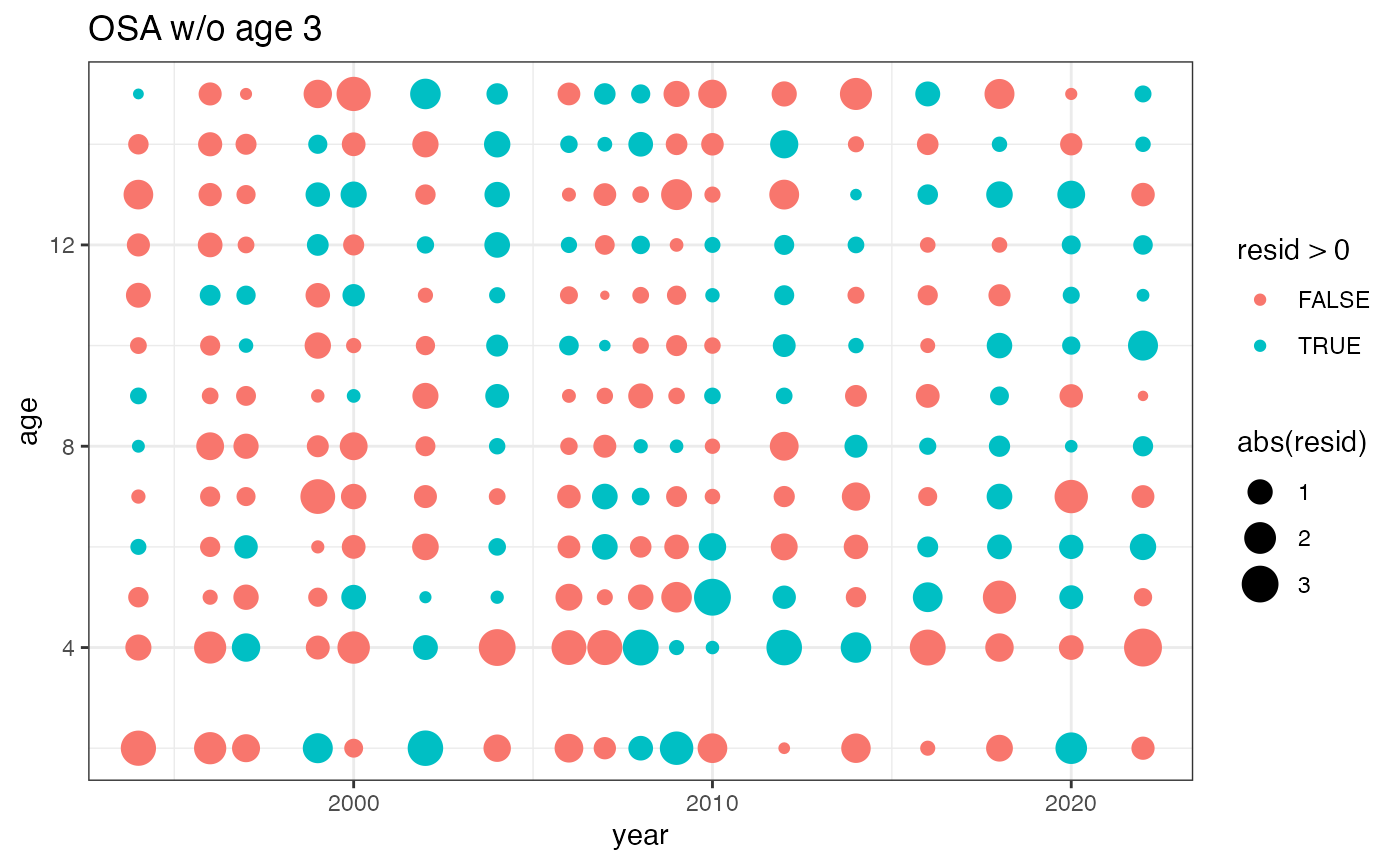 OSA w/o age 3
12
8
4
age
2000
2010
2020
year
resid > 0
FALSE
TRUE
abs(resid)
1
2
3